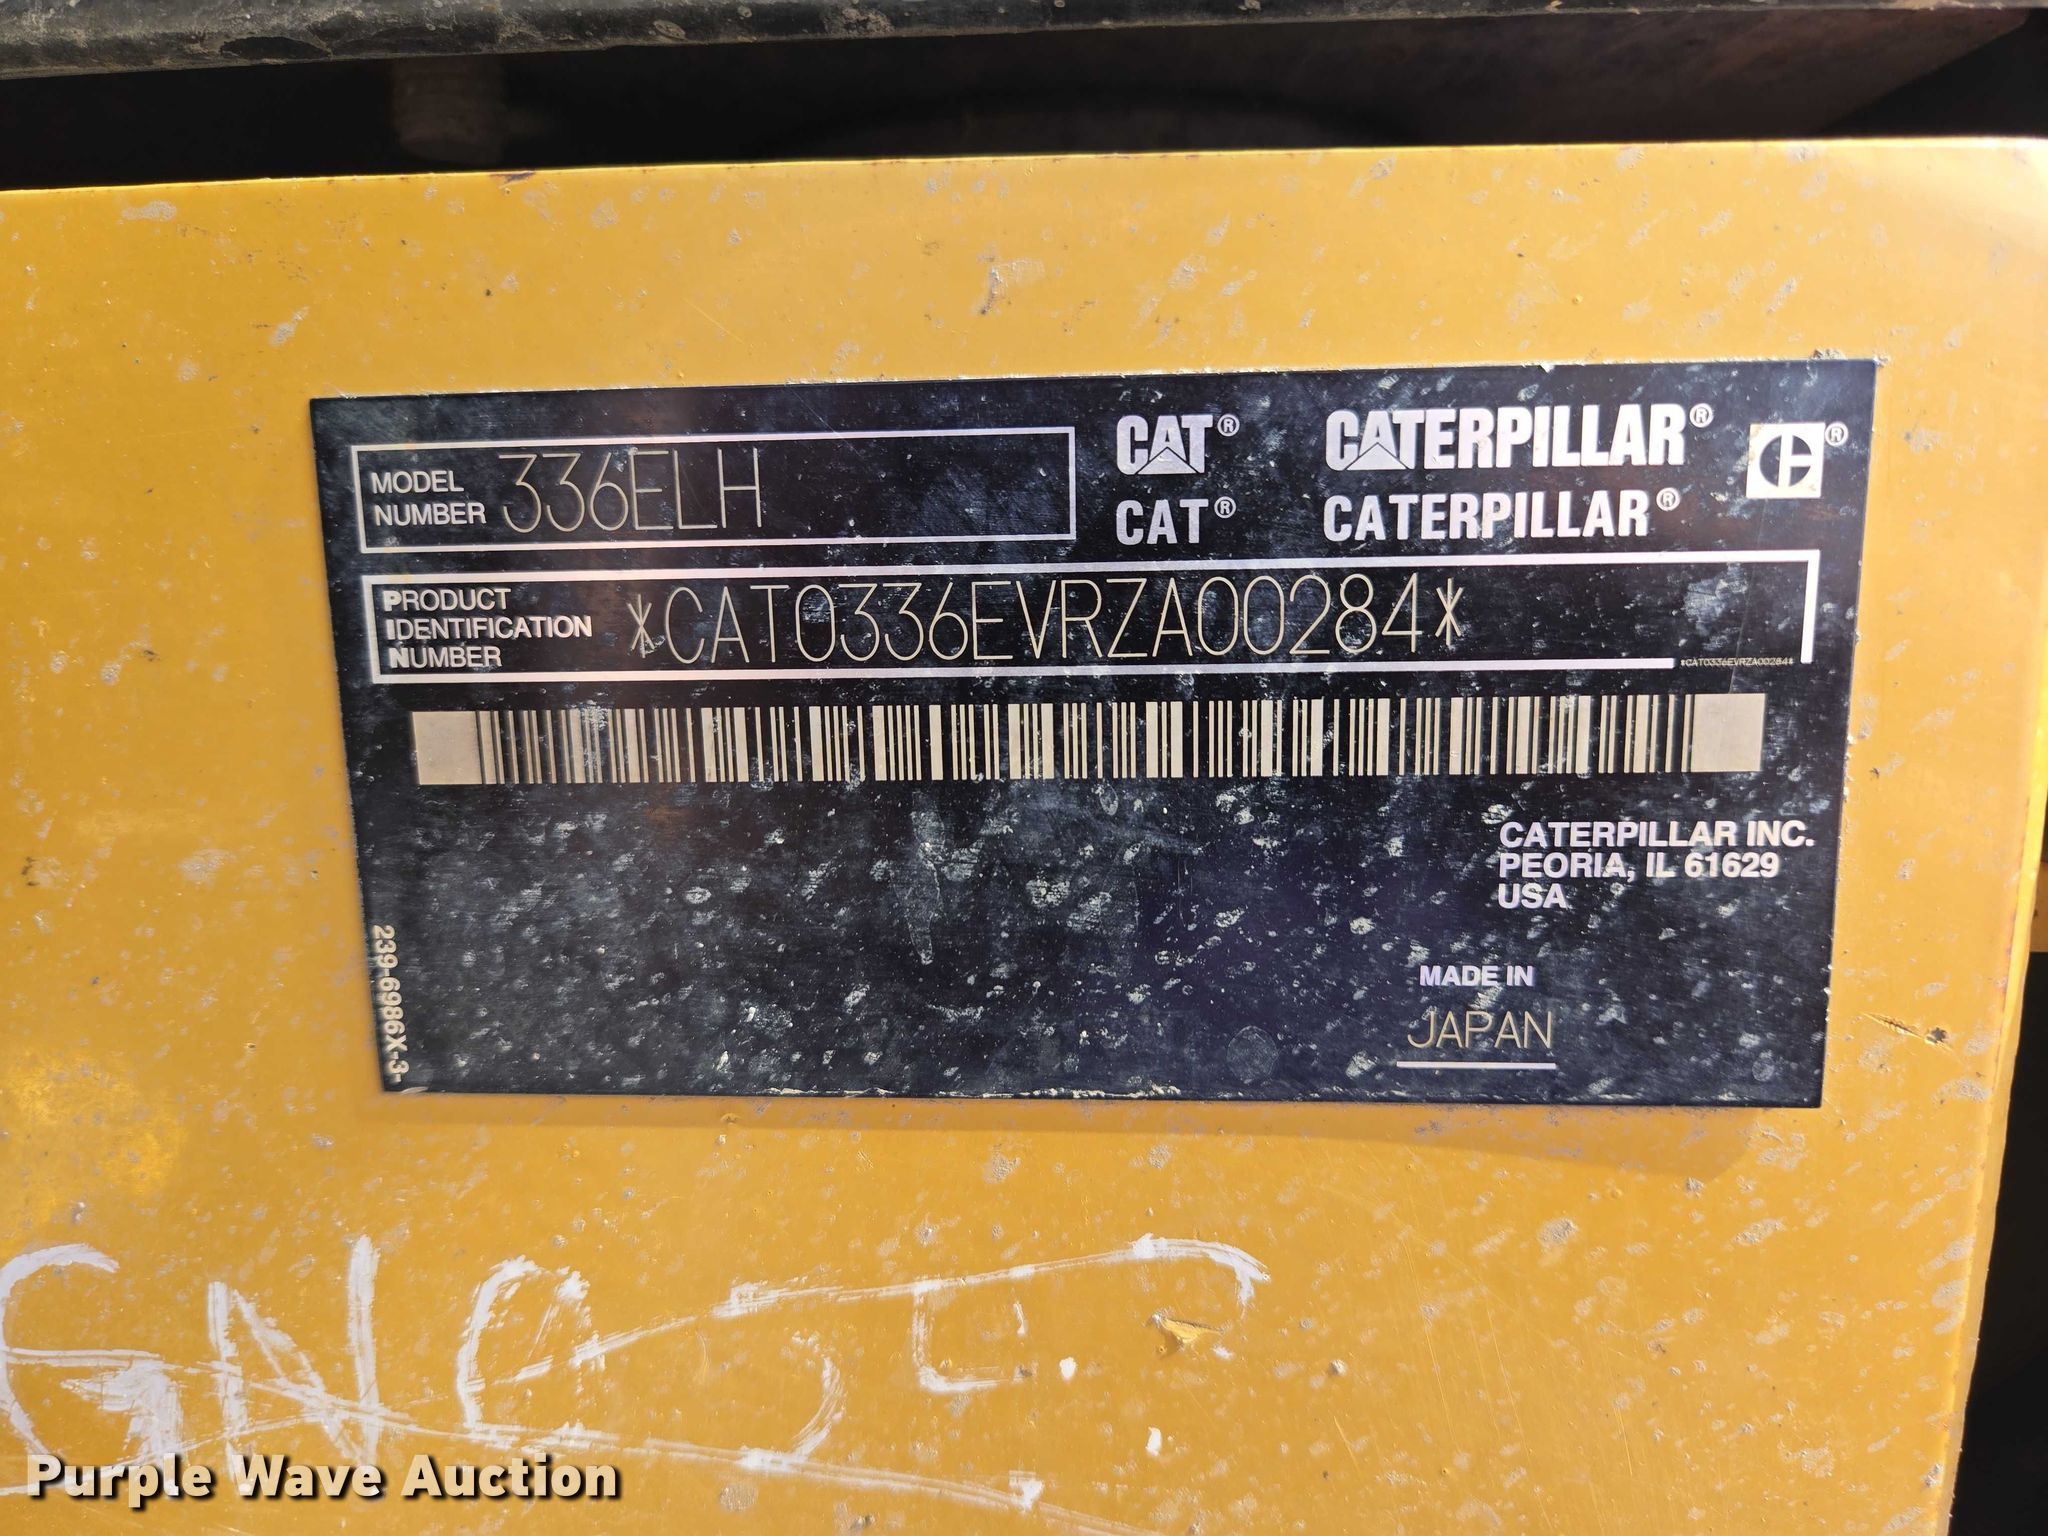 MODEL NUMBER 336ELH
CAT® CATERPILLAR®
CAT® CATERPILLAR®
PRODUCT IDENTIFICATION NUMBER *CAT0336EVRZA00284*
*CAT0336EVRZA00284*
CATERPILLAR INC.
PEORIA, IL 61629
USA
MADE IN
JAPAN
239-6986X-3-
Purple Wave Auction